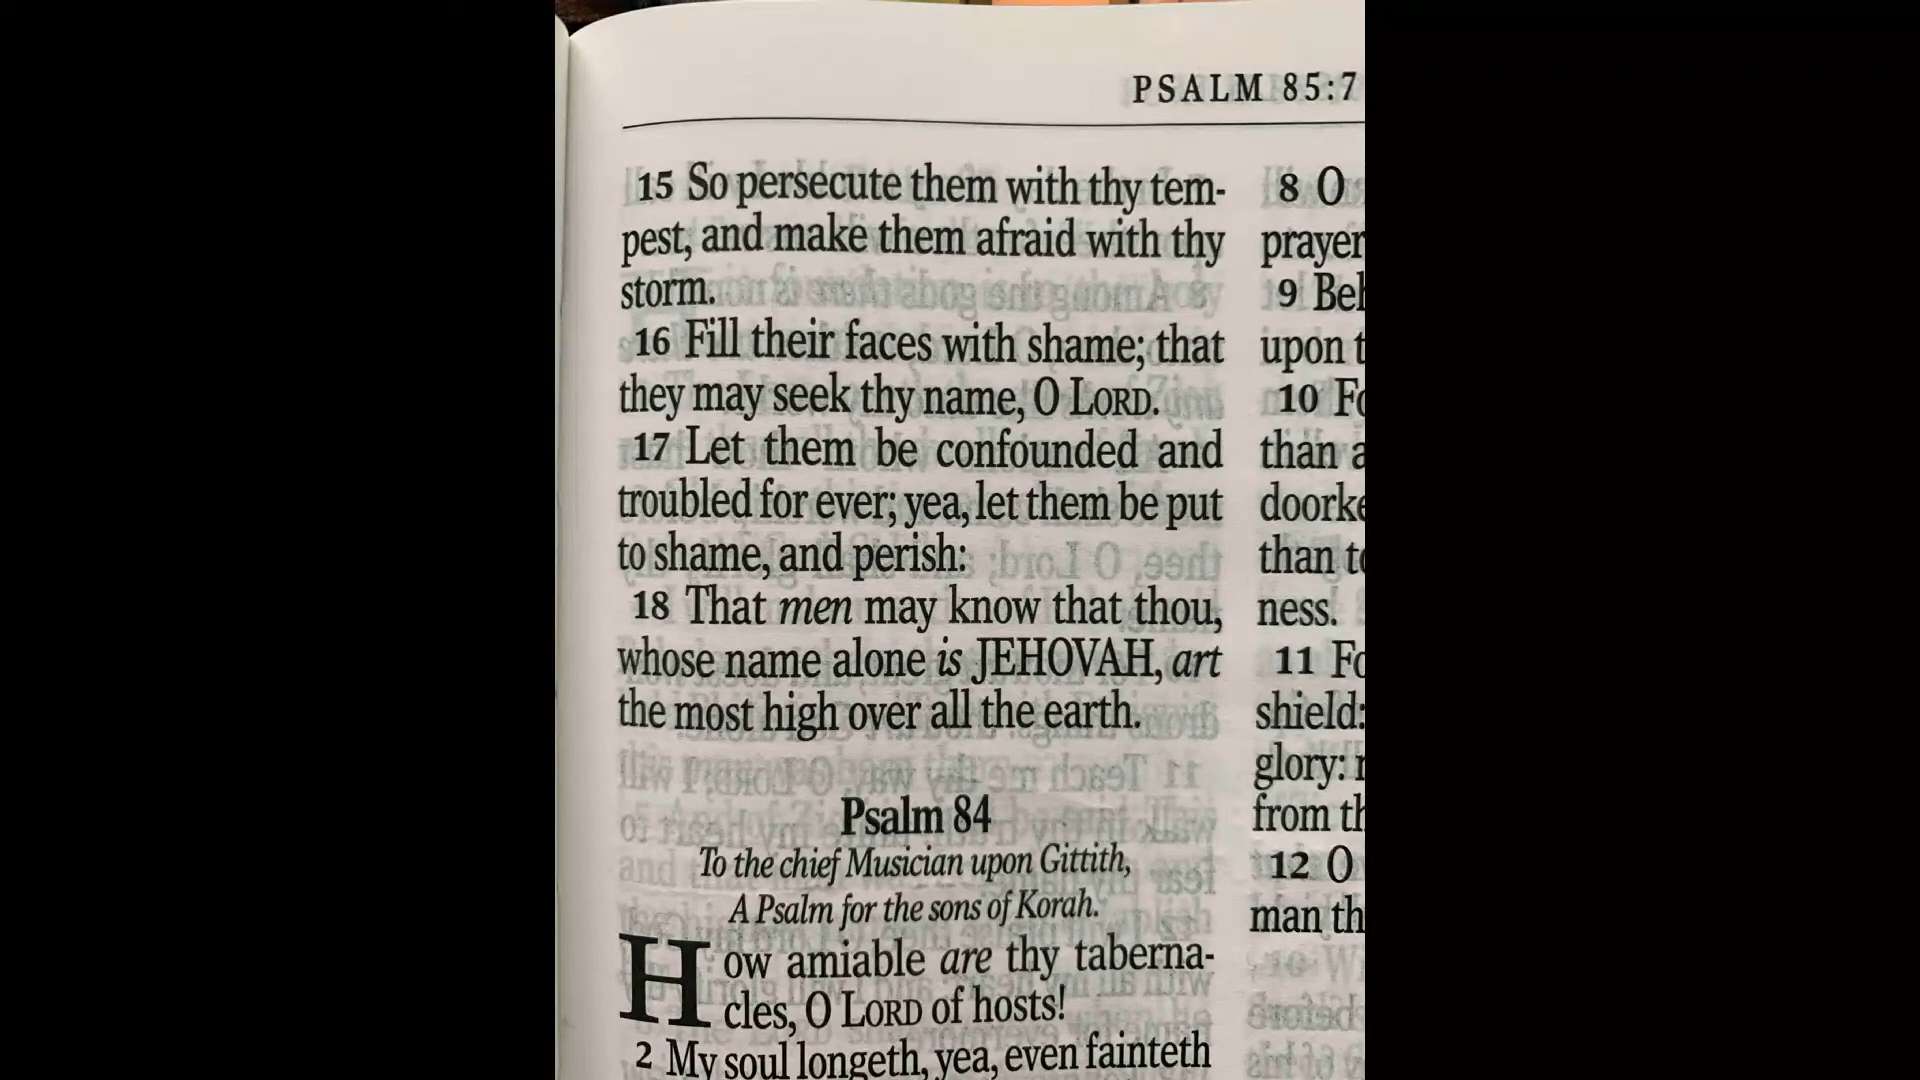 PSALM 85:7
15 So persecute them with thy tem-
pest, and make them afraid with thy
storm.
16 Fill their faces with shame; that
they may seek thy name, O LORD.
17 Let them be confounded and
troubled for ever; yea, let them be put
to shame, and perish:
18 That men may know that thou,
whose name alone is JEHOVAH, art
the most high over all the earth.
Psalm 84
To the chief Musician upon Gittith,
A Psalm for the sons of Korah.
How amiable are thy taberna-
cles, O LORD of hosts!
2 My soul longeth, yea, even fainteth
8 O
prayer
9
upon
10
than a
than
ness.
11
shield:
glory:
from
12 O
man